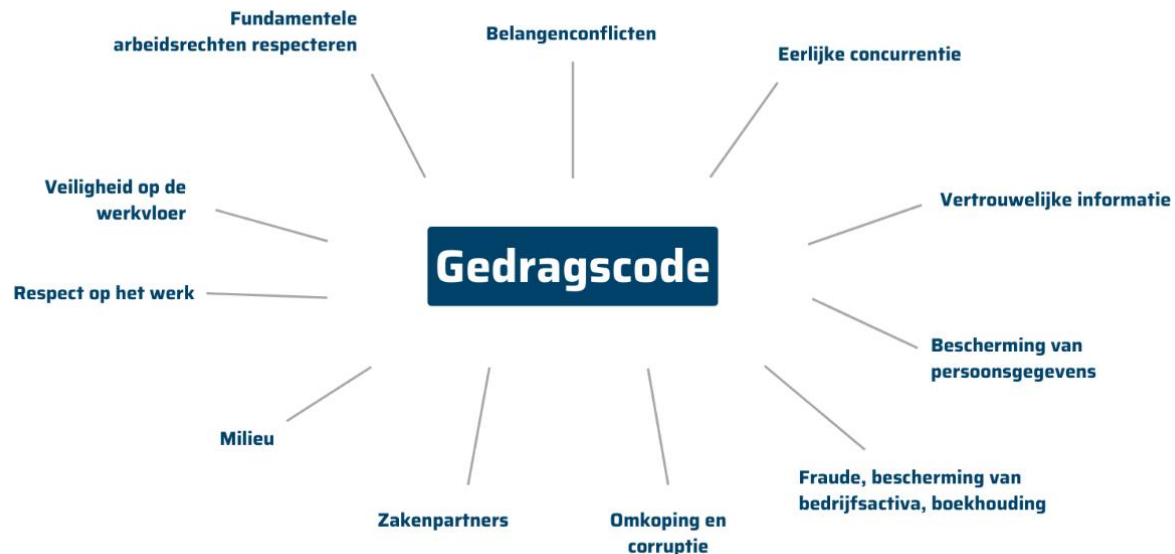 Fundamentele
arbeidsrechten respecteren
Belangenconflicten
Eerlijke concurrentie
Veiligheid op de
werkvloer
Vertrouwelijke informatie
Gedragscode
Respect op het werk
Bescherming van
persoonsgegevens
Milieu
Fraude, bescherming van
bedrijfsactiva, boekhouding
Zakenpartners
Omkoping en
corruptie